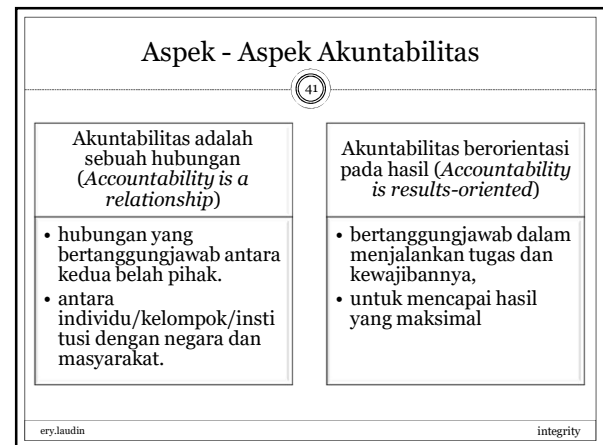 Aspek - Aspek Akuntabilitas
41
Akuntabilitas adalah
sebuah hubungan
(Accountability is a
relationship)
• hubungan yang
bertanggungjawab antara
kedua belah pihak.
• antara
individu/kelompok/insti
tusi dengan negara dan
masyarakat.
Akuntabilitas berorientasi
pada hasil (Accountability
is results-oriented)
• bertanggungjawab dalam
menjalankan tugas dan
kewajibannya,
• untuk mencapai hasil
yang maksimal
ery.laudin
integrity